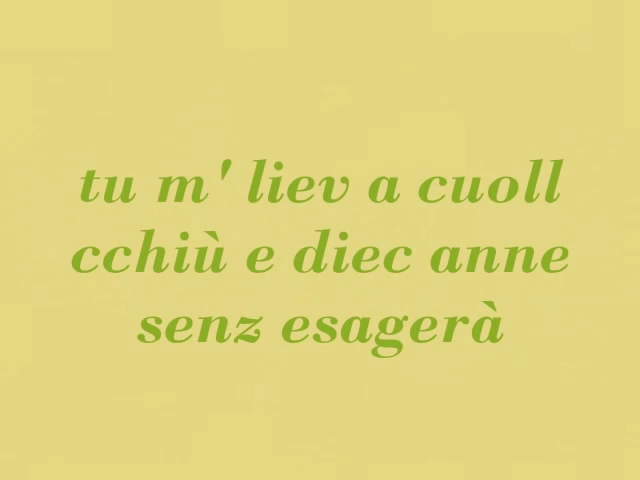 tu m' liev a cuoll
cchiù e diec anne
senz esagerà